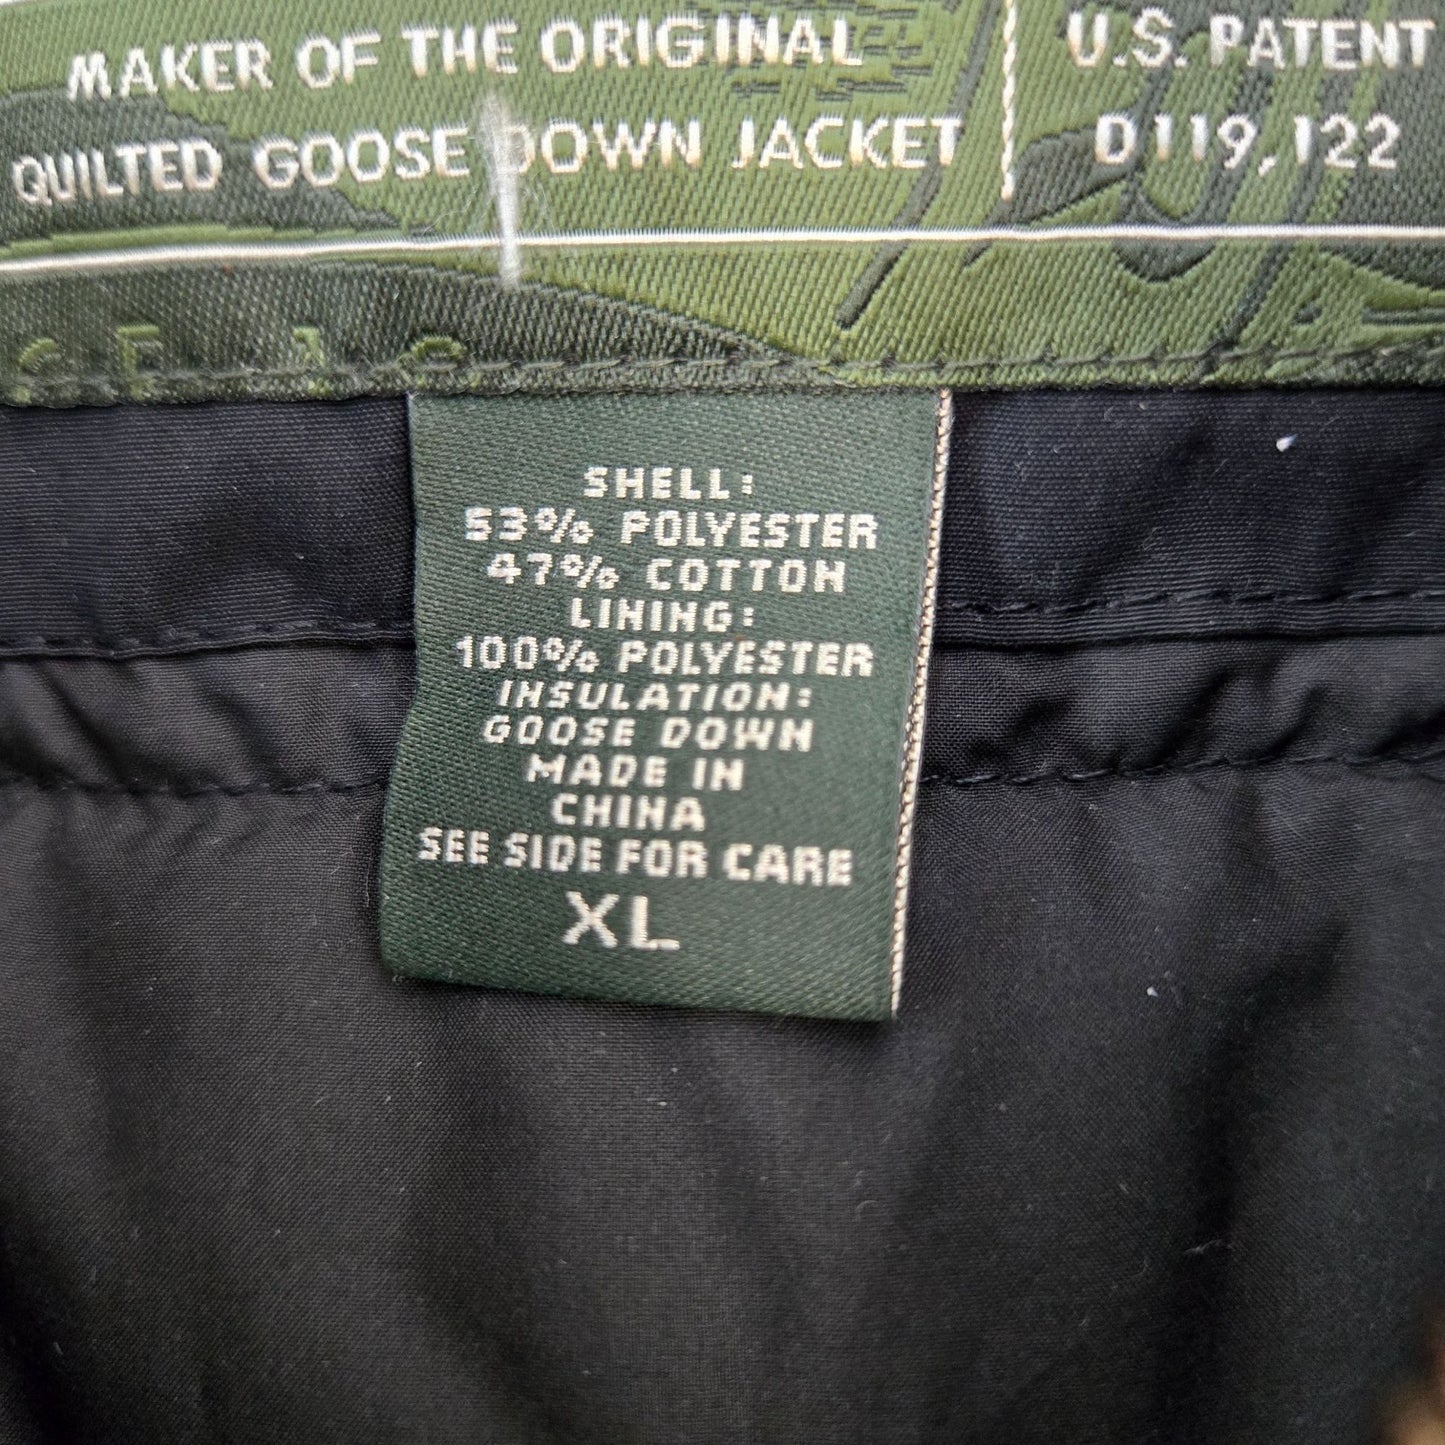 MAKER OF THE ORIGINAL
QUILTED GOOSE DOWN JACKET
U.S. PATENT
D119,122
SHELL:
53% POLYESTER
47% COTTON
LINING:
100% POLYESTER
INSULATION:
GOOSE DOWN
MADE IN
CHINA
SEE SIDE FOR CARE
XL